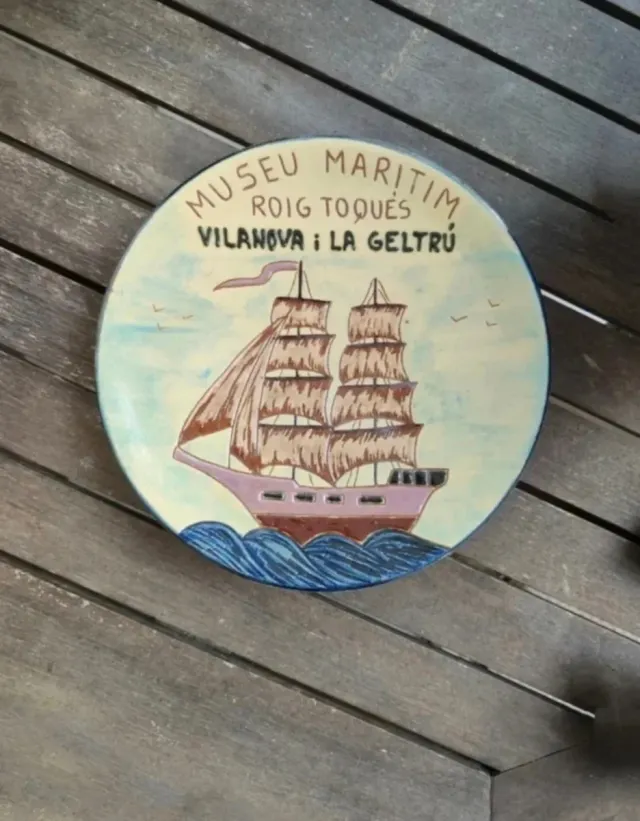 MUSEU MARITIM
ROIG TOQUÉS
VILANOVA i LA GELTRÚ